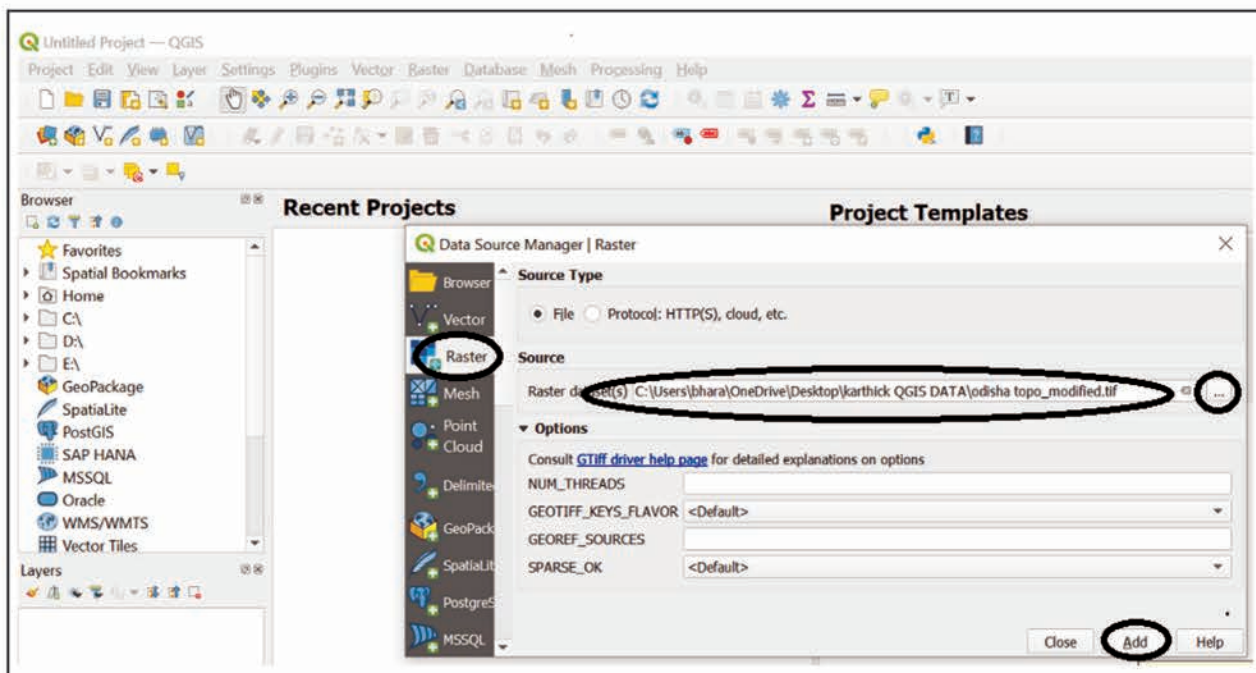 Untitled Project — QGIS
Project Edit View Layer Settings Plugins Vector Raster Database Mesh Processing Help
Browser
Favorites
Spatial Bookmarks
Home
C:\
D:\
E:\
GeoPackage
SpatiaLite
PostGIS
SAP HANA
MSSQL
Oracle
WMS/WMTS
Vector Tiles
Layers
Recent Projects
Project Templates
Data Source Manager | Raster
Browser
Vector
Raster
Mesh
Point
Cloud
Delimite
GeoPack
SpatiaLit
PostgreS
MSSQL
Source Type
File Protocol: HTTP(S), cloud, etc.
Source
Raster dataset(s) C:\Users\bhara\OneDrive\Desktop\karthick QGIS DATA\odisha topo_modified.tif ...
Options
Consult GTiff driver help page for detailed explanations on options
NUM_THREADS
GEOTIFF_KEYS_FLAVOR <Default>
GEOREF_SOURCES
SPARSE_OK <Default>
Close Add Help